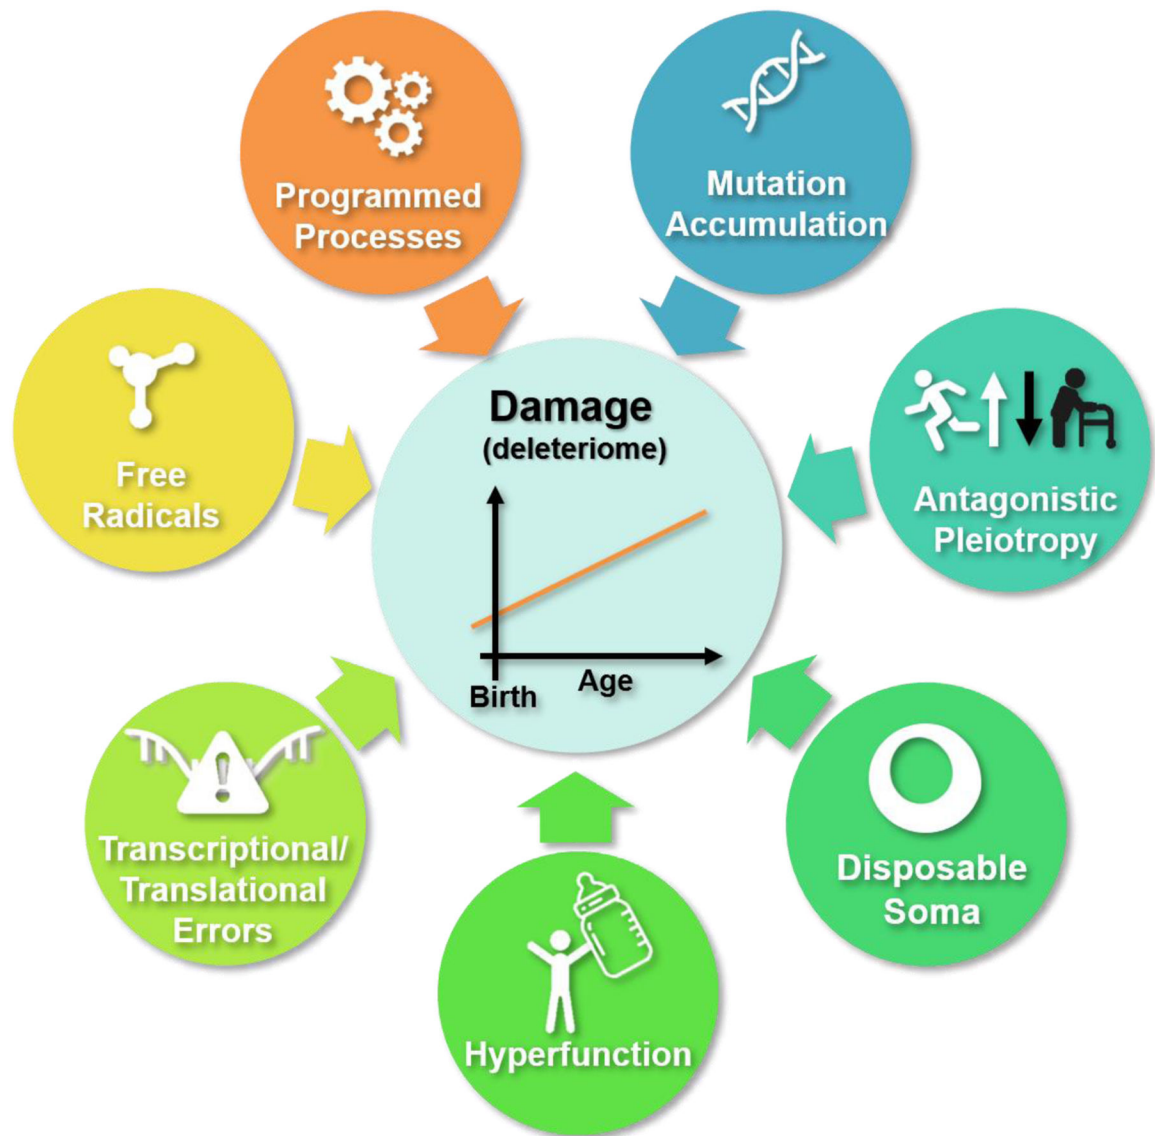 Programmed
Processes
Mutation
Accumulation
Free
Radicals
Damage
(deleteriome)
Birth
Age
Antagonistic
Pleiotropy
Transcriptional/
Translational
Errors
Disposable
Soma
Hyperfunction